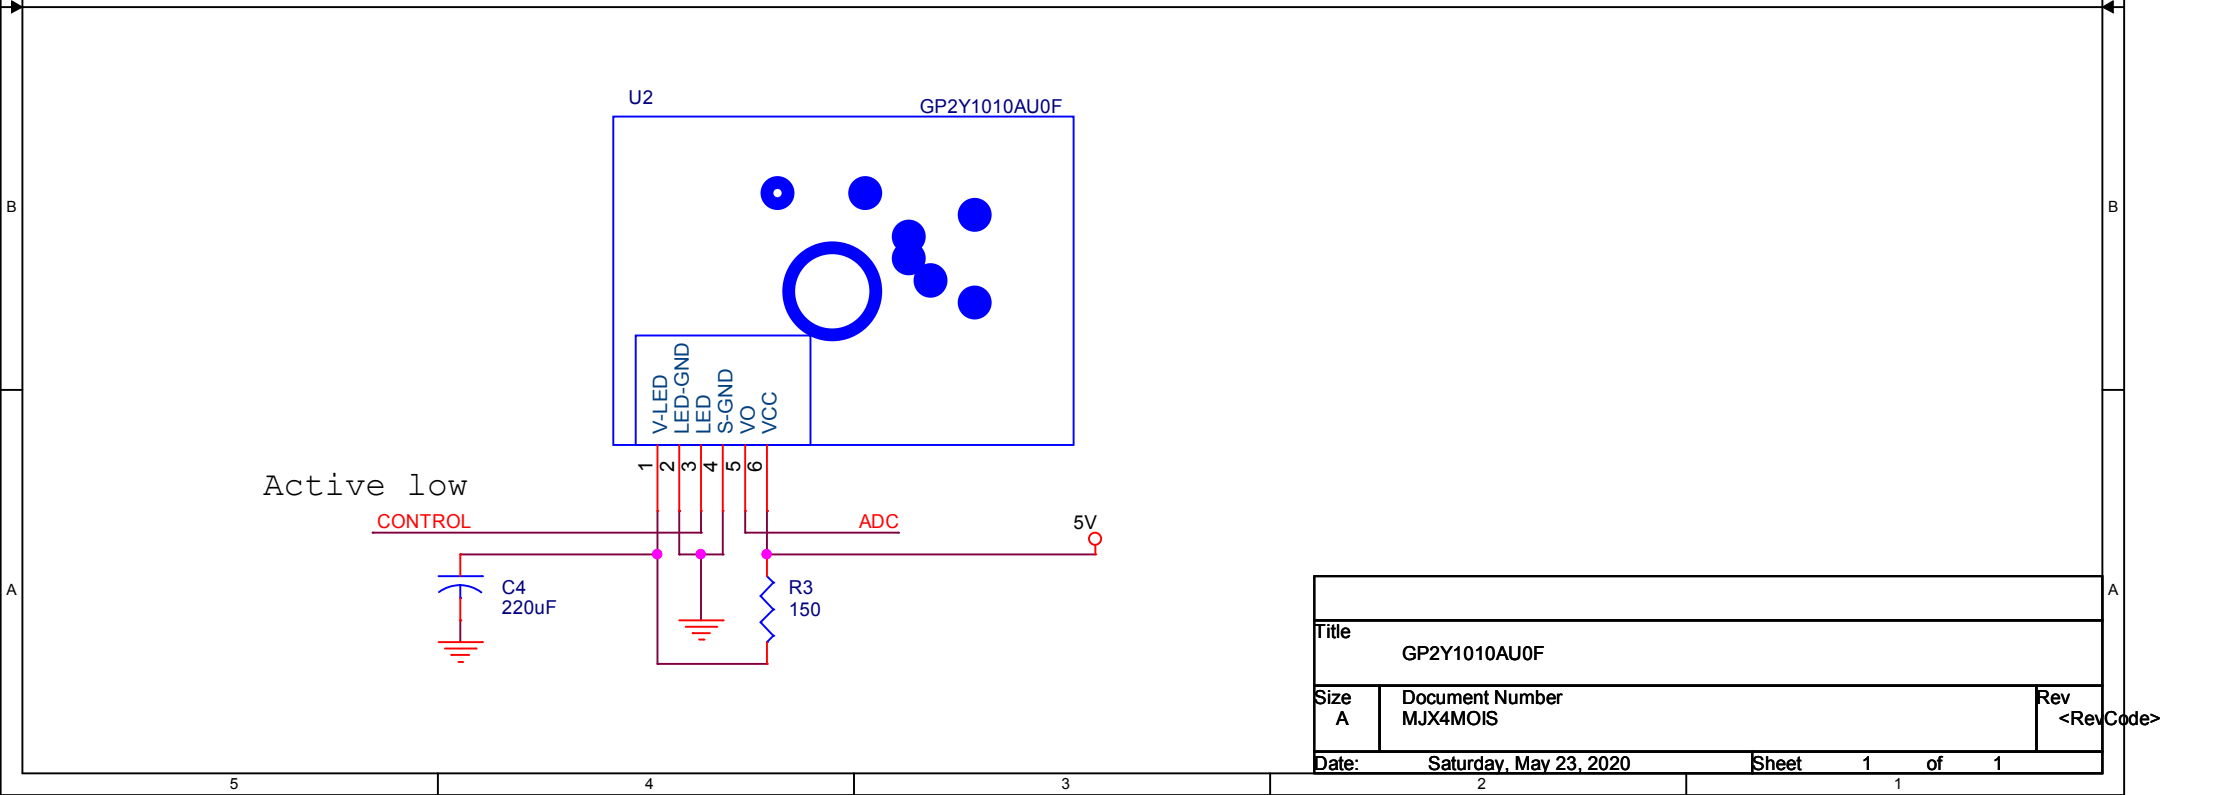 U2
GP2Y1010AU0F
B
B
V-LED
LED-GND
LED
S-GND
VO
VCC
1
2
3
4
5
6
Active low
CONTROL
ADC
5V
A
C4
220uF
R3
150
A
Title
GP2Y1010AU0F
Size
A
Document Number
MJX4MOIS
Rev
<RevCode>
Date:
Saturday, May 23, 2020
Sheet 1 of 1
5
4
3
2
1